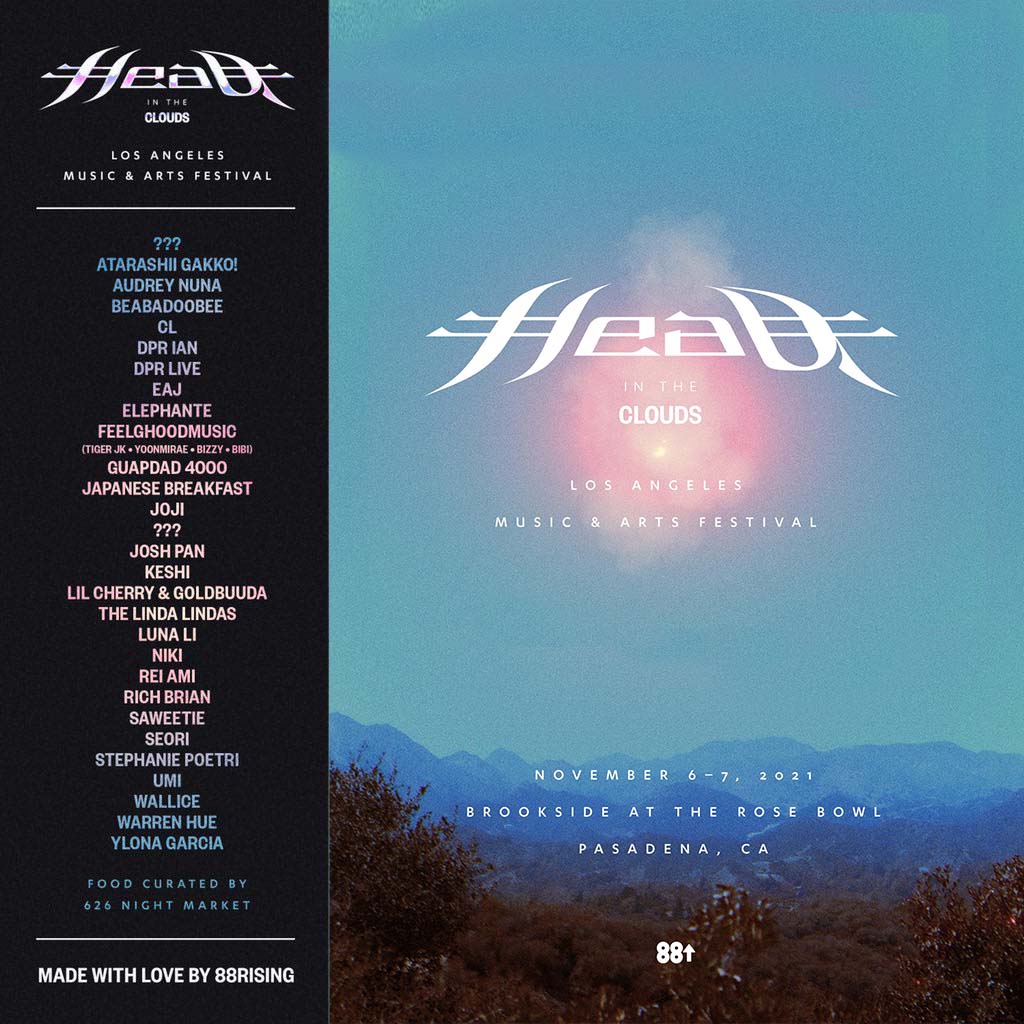 HEAD
IN THE
CLOUDS
LOS ANGELES
MUSIC & ARTS FESTIVAL
???
ATARASHII GAKKO!
AUDREY NUNA
BEABADOOBEE
CL
DPR IAN
DPR LIVE
EAJ
ELEPHANTE
FEELGHOODMUSIC
(TIGER JK • YOONMIRAE • BIZZY • BIBI)
GUAPDAD 4000
JAPANESE BREAKFAST
JOJI
???
JOSH PAN
KESHI
LIL CHERRY & GOLDBUUDA
THE LINDA LINDAS
LUNA LI
NIKI
REI AMI
RICH BRIAN
SAWEETIE
SEORI
STEPHANIE POETRI
UMI
WALLICE
WARREN HUE
YLONA GARCIA
FOOD CURATED BY
626 NIGHT MARKET
MADE WITH LOVE BY 88RISING
HEAD
IN THE
CLOUDS
LOS ANGELES
MUSIC & ARTS FESTIVAL
NOVEMBER 6–7, 2021
BROOKSIDE AT THE ROSE BOWL
PASADENA, CA
88↑